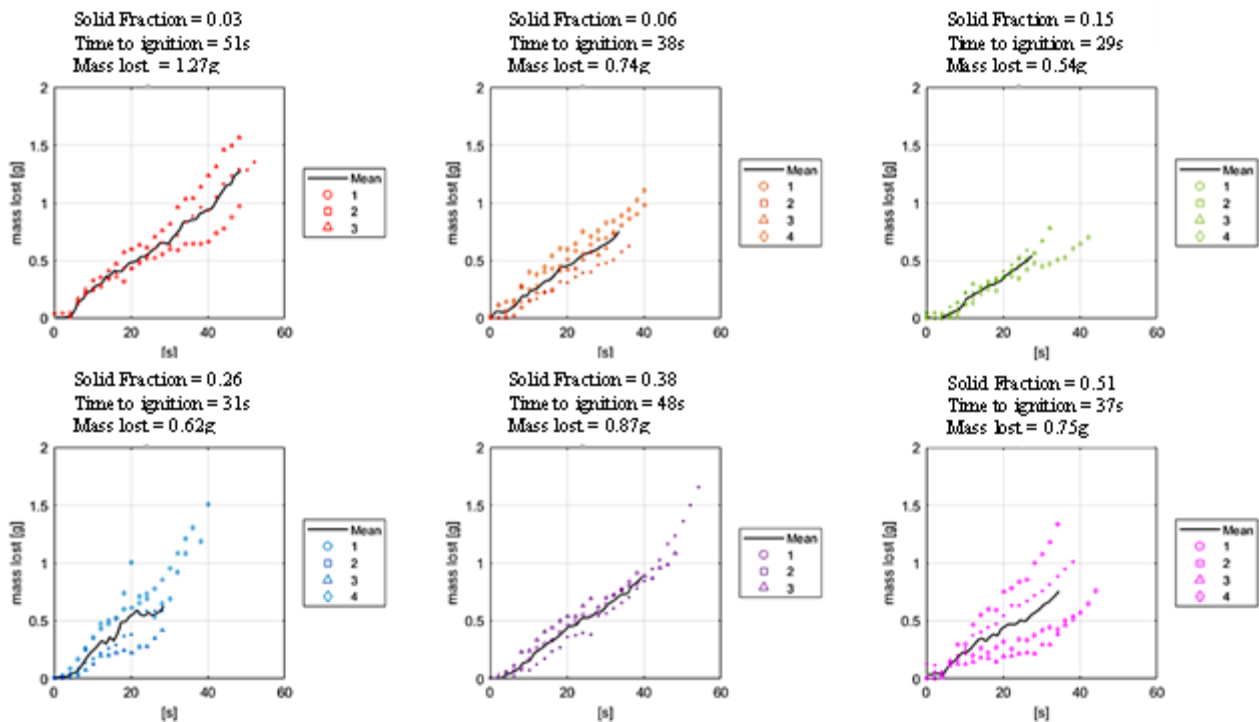 Solid Fraction = 0.03
Time to ignition = 51s
Mass lost = 1.27g
2
1.5
1
0.5
0
mass lost [g]
0 20 40 60
[s]
Mean
1
2
3
Solid Fraction = 0.06
Time to ignition = 38s
Mass lost = 0.74g
2
1.5
1
0.5
0
mass lost [g]
0 20 40 60
[s]
Mean
1
2
3
4
Solid Fraction = 0.15
Time to ignition = 29s
Mass lost = 0.54g
2
1.5
1
0.5
0
mass lost [g]
0 20 40 60
[s]
Mean
1
2
3
4
Solid Fraction = 0.26
Time to ignition = 31s
Mass lost = 0.62g
2
1.5
1
0.5
0
mass lost [g]
0 20 40 60
[s]
Mean
1
2
3
4
Solid Fraction = 0.38
Time to ignition = 48s
Mass lost = 0.87g
2
1.5
1
0.5
0
mass lost [g]
0 20 40 60
[s]
Mean
1
2
3
Solid Fraction = 0.51
Time to ignition = 37s
Mass lost = 0.75g
2
1.5
1
0.5
0
mass lost [g]
0 20 40 60
[s]
Mean
1
2
3
4